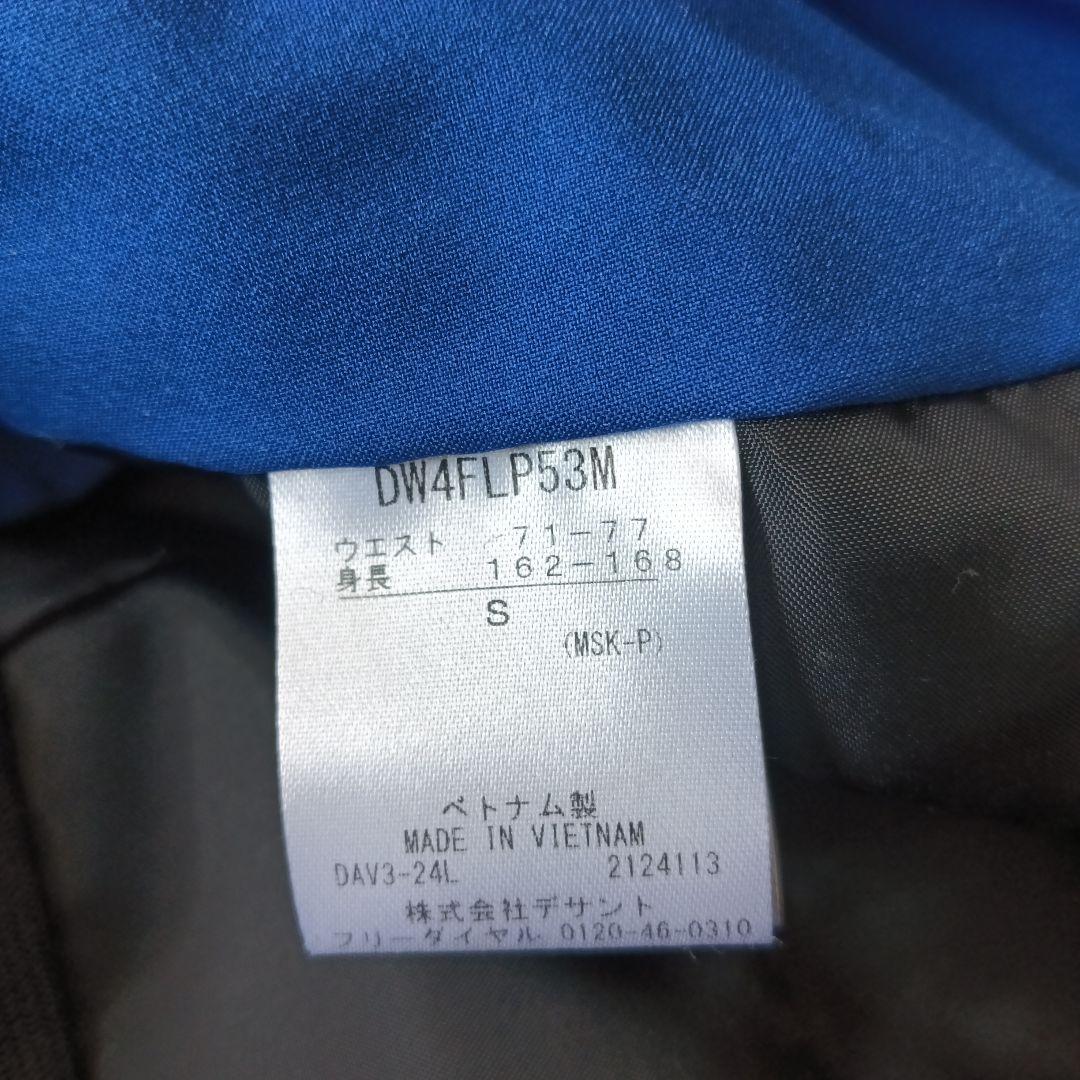 DW4FLP53M
ウエスト 71-77
身長 162-168
S
(MSK-P)
ベトナム製
MADE IN VIETNAM
DAV3-24L 2124113
株式会社デサント
フリーダイヤル 0120-46-0310